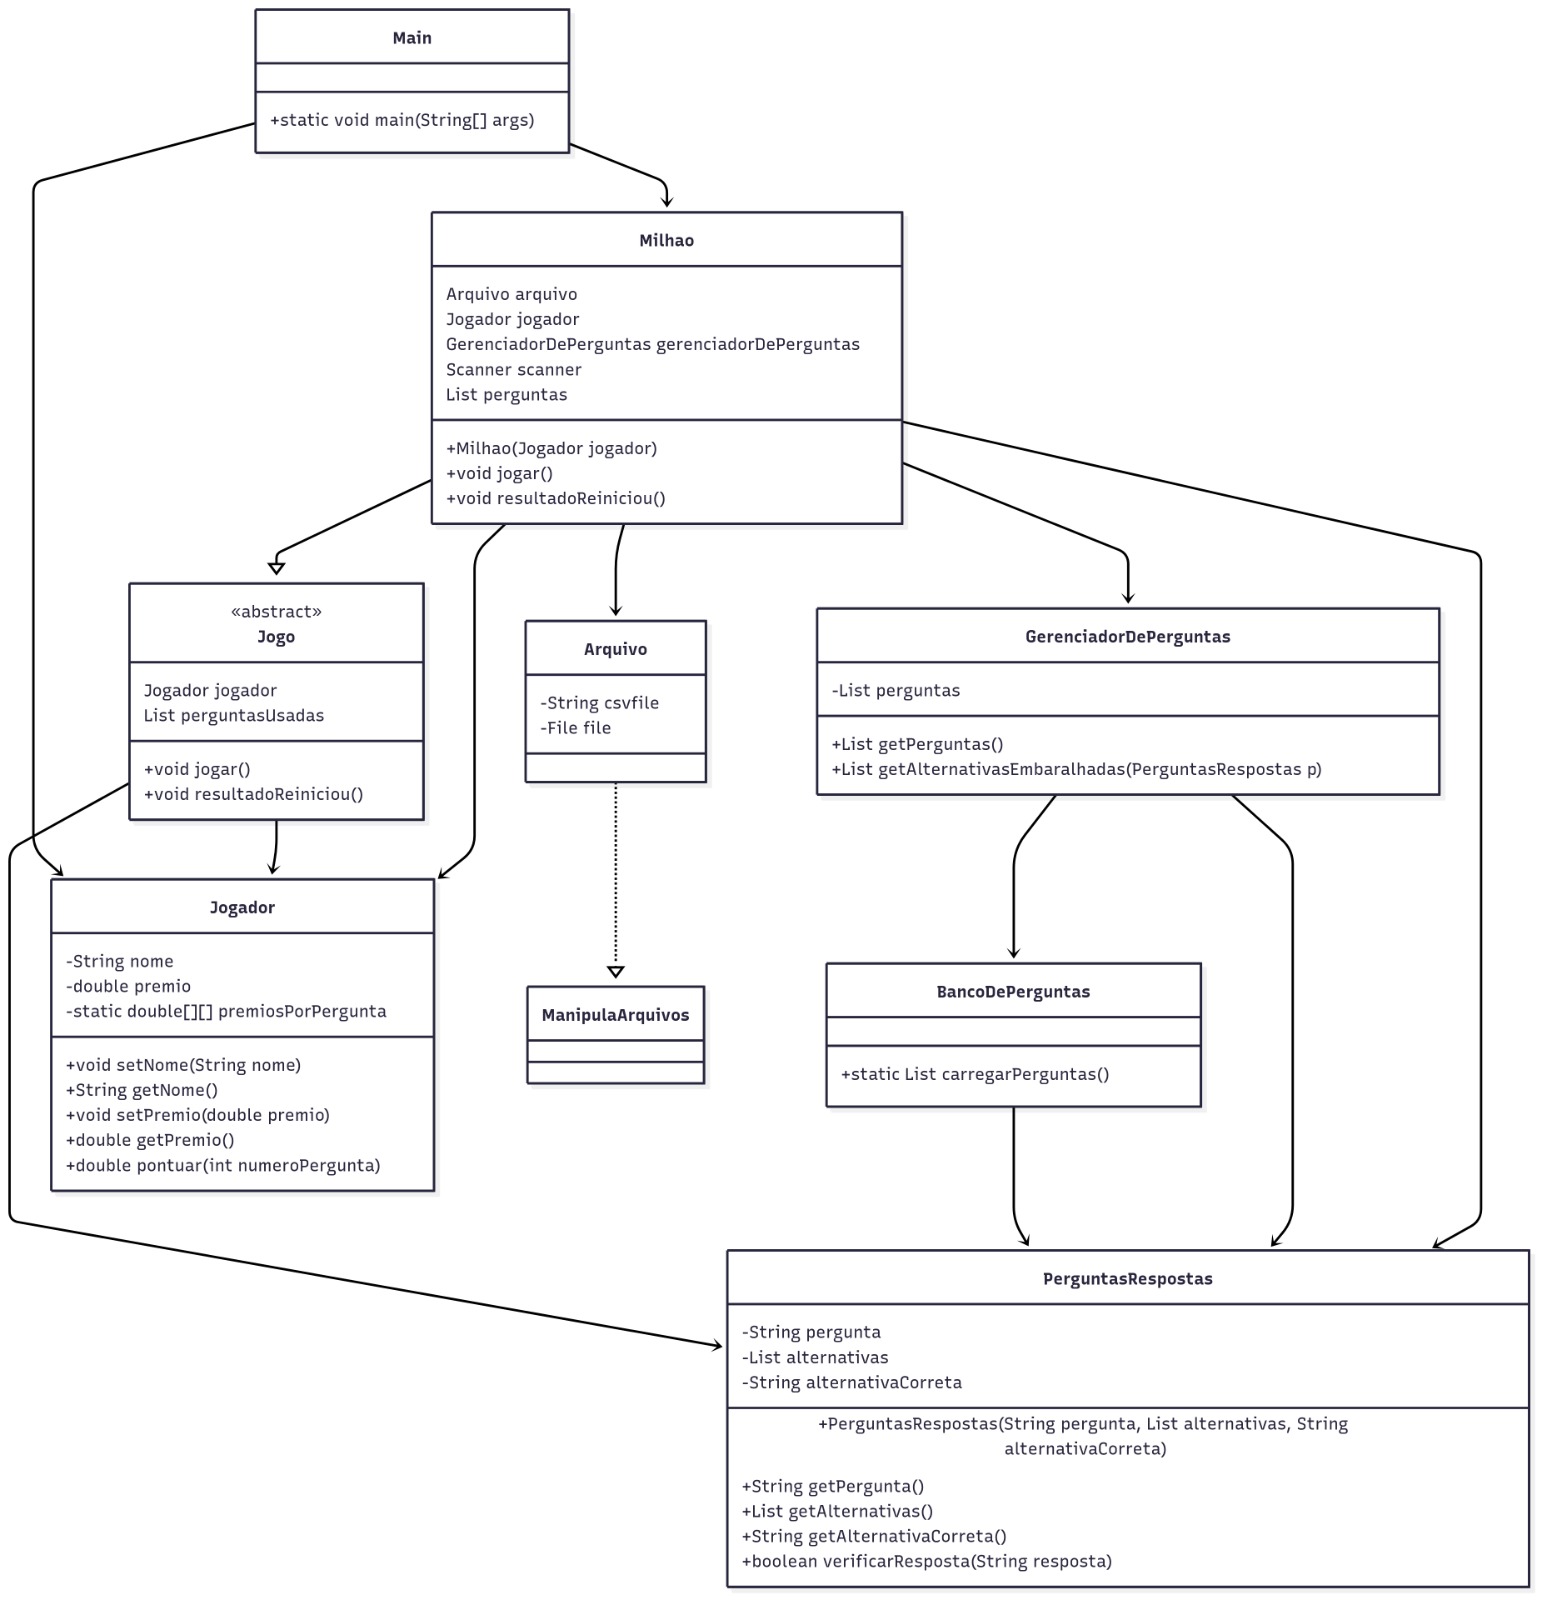 Main
+static void main(String[] args)
Milhao
Arquivo arquivo
Jogador jogador
GerenciadorDePerguntas gerenciadorDePerguntas
Scanner scanner
List perguntas
+Milhao(Jogador jogador)
+void jogar()
+void resultadoReiniciou()
«abstract»
Jogo
Jogador jogador
List perguntasUsadas
+void jogar()
+void resultadoReiniciou()
Arquivo
-String csvfile
-File file
GerenciadorDePerguntas
-List perguntas
+List getPerguntas()
+List getAlternativasEmbaralhadas(PerguntasRespostas p)
Jogador
-String nome
-double premio
-static double[][] premiosPorPergunta
+void setNome(String nome)
+String getNome()
+void setPremio(double premio)
+double getPremio()
+double pontuar(int numeroPergunta)
ManipulaArquivos
BancoDePerguntas
+static List carregarPerguntas()
PerguntasRespostas
-String pergunta
-List alternativas
-String alternativaCorreta
+PerguntasRespostas(String pergunta, List alternativas, String
alternativaCorreta)
+String getPergunta()
+List getAlternativas()
+String getAlternativaCorreta()
+boolean verificarResposta(String resposta)